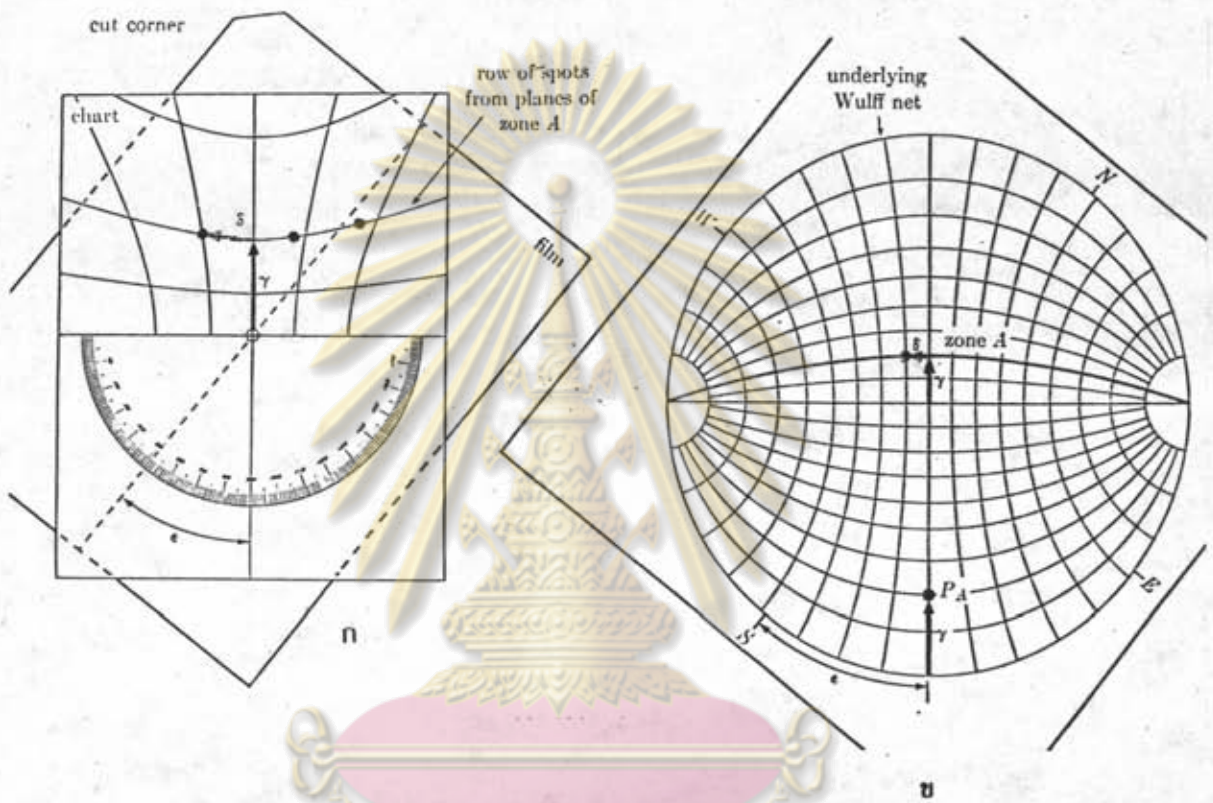 cut corner
row of spots
from planes of
zone A
chart
S
γ
film
ε
ก
underlying
Wulff net
N
W
zone A
δ
γ
P_A
γ
S
E
ε
ข